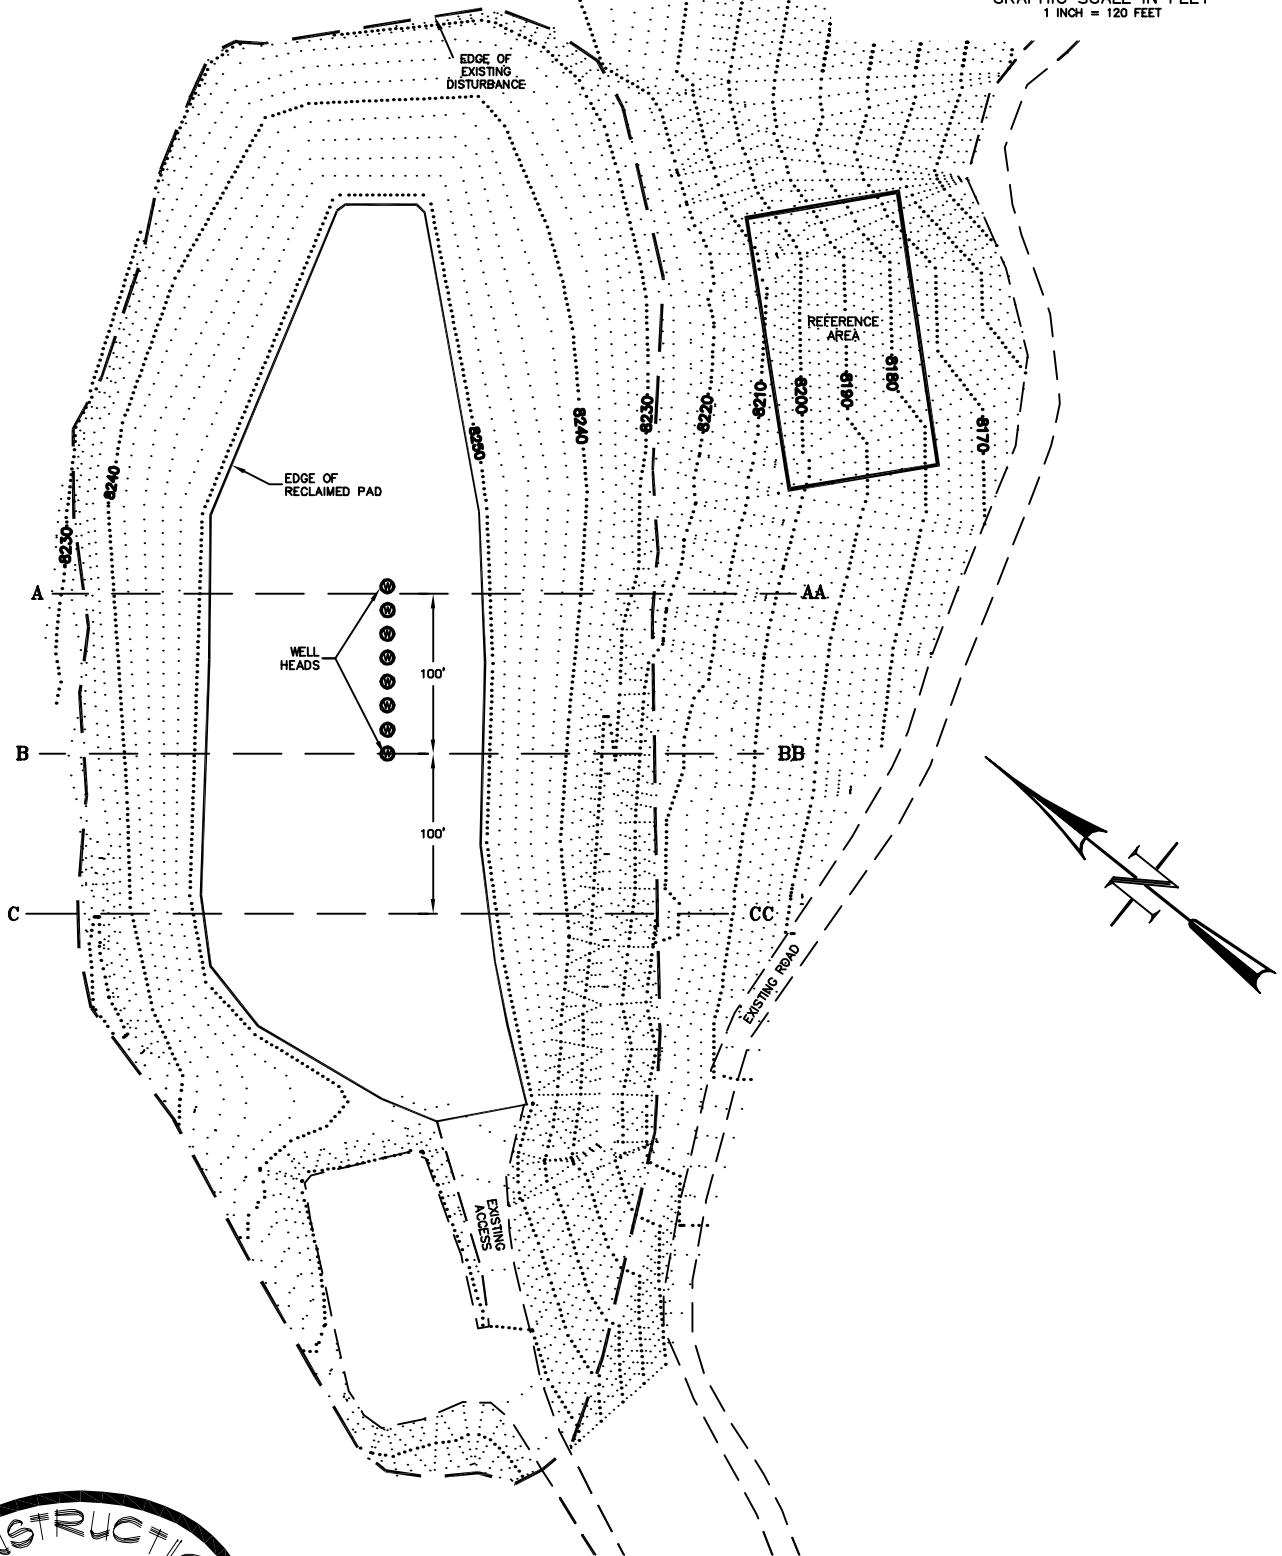 GRAPHIC SCALE IN FEET
1 INCH = 120 FEET
EDGE OF
EXISTING
DISTURBANCE
REFERENCE
AREA
8250
8240
8230
8220
8210
8200
8190
8180
8170
8240
8230
EDGE OF
RECLAIMED PAD
A
AA
WELL
HEADS
W
W
W
W
W
W
W
W
100'
B
BB
100'
C
CC
EXISTING ROAD
EXISTING
ACCESS
N